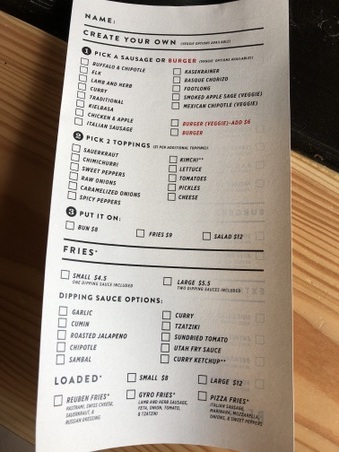 NAME:
CREATE YOUR OWN (VEGGIE OPTIONS AVAILABLE)
1 PICK A SAUSAGE OR BURGER (VEGGIE OPTIONS AVAILABLE)
BUFFALO & CHIPOTLE
ELK
LAMB AND HERB
CURRY
TRADITIONAL
KIELBASA
CHICKEN & APPLE
ITALIAN SAUSAGE
KASEKRAINER
BASQUE CHORIZO
FOOTLONG
SMOKED APPLE SAGE (VEGGIE)
MEXICAN CHIPOTLE (VEGGIE)
BURGER (VEGGIE)-ADD $6
BURGER
2 PICK 2 TOPPINGS
SAUERKRAUT
CHIMICHURRI
SWEET PEPPERS
RAW ONIONS
CARAMELIZED ONIONS
SPICY PEPPERS
KIMCHI**
LETTUCE
TOMATOES
PICKLES
CHEESE
3 PUT IT ON:
BUN $8 FRIES $9 SALAD $12
FRIES*
SMALL $4.5
ONE DIPPING SAUCE INCLUDED
LARGE $5.5
TWO DIPPING SAUCES INCLUDED
DIPPING SAUCE OPTIONS:
GARLIC
CUMIN
ROASTED JALAPENO
CHIPOTLE
SAMBAL
CURRY
TZATZIKI
SUNDRIED TOMATO
UTAH FRY SAUCE
CURRY KETCHUP**
LOADED* SMALL $8 LARGE $12
REUBEN FRIES*
PASTRAMI, SWISS CHEESE,
SAUERKRAUT, &
RUSSIAN DRESSING
GYRO FRIES*
LAMB AND HERB SAUSAGE,
FETA, ONION, TOMATO,
& TZATZIKI
PIZZA FRIES*
ITALIAN SAUSAGE,
MARINARA, MOZZARELLA,
ONIONS, & SWEET PEPPERS